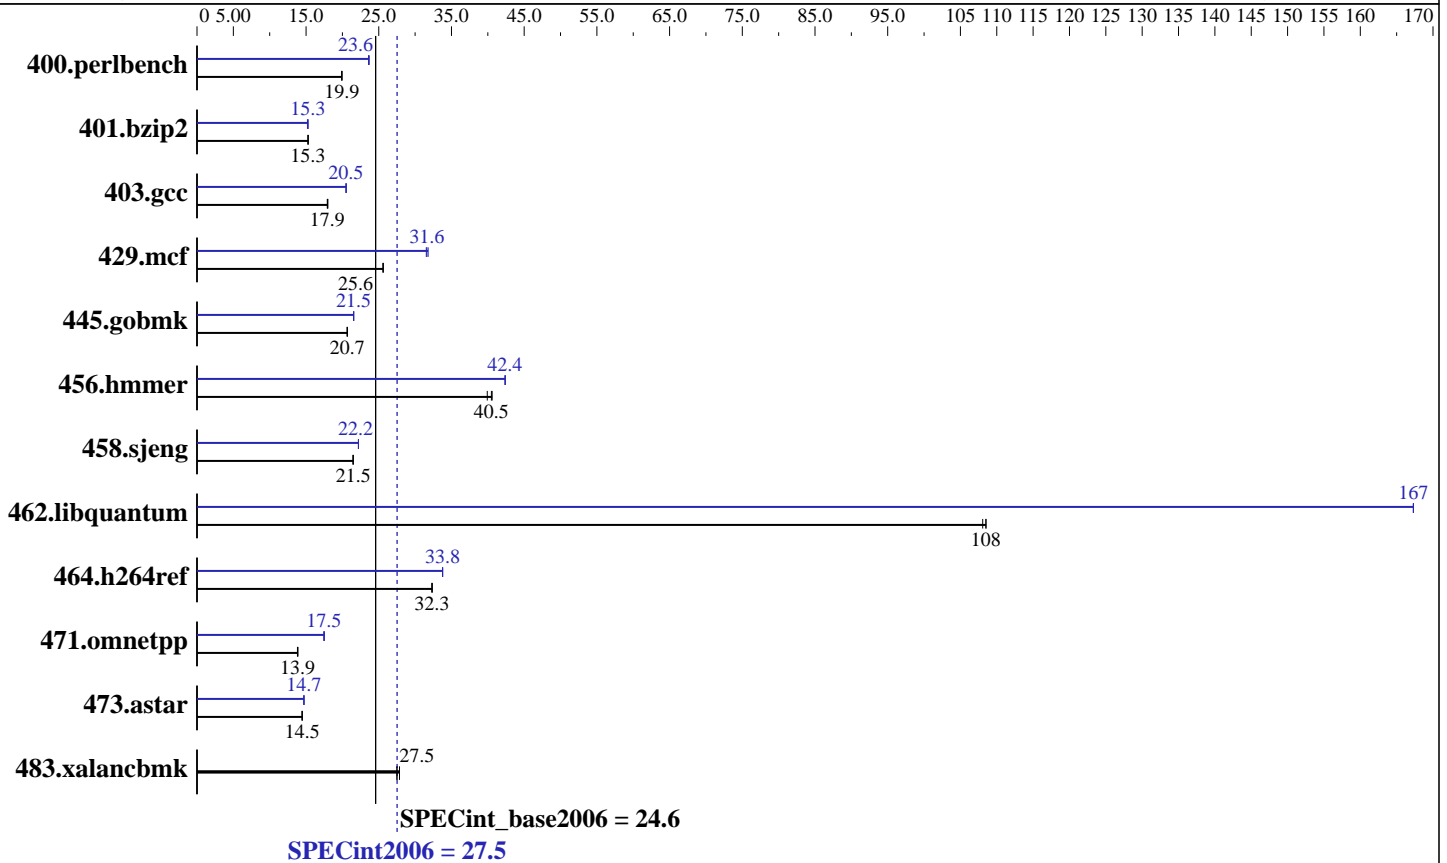 0 5.00 15.0 25.0 35.0 45.0 55.0 65.0 75.0 85.0 95.0 105 110 115 120 125 130 135 140 145 150 155 160 170
23.6
400.perlbench
19.9
15.3
401.bzip2
15.3
20.5
403.gcc
17.9
31.6
429.mcf
25.6
21.5
445.gobmk
20.7
42.4
456.hmmer
40.5
22.2
458.sjeng
21.5
167
462.libquantum
108
33.8
464.h264ref
32.3
17.5
471.omnetpp
13.9
14.7
473.astar
14.5
27.5
483.xalancbmk
SPECint_base2006 = 24.6
SPECint2006 = 27.5